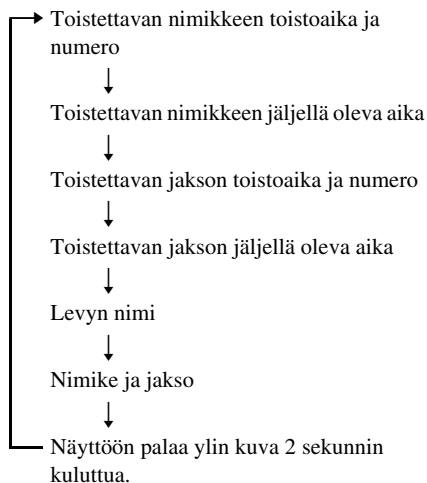 Toistettavan nimikkeen toistoaika ja
numero
Toistettavan nimikkeen jäljellä oleva aika
Toistettavan jakson toistoaika ja numero
Toistettavan jakson jäljellä oleva aika
Levyn nimi
Nimike ja jakso
Näyttöön palaa ylin kuva 2 sekunnin
kuluttua.